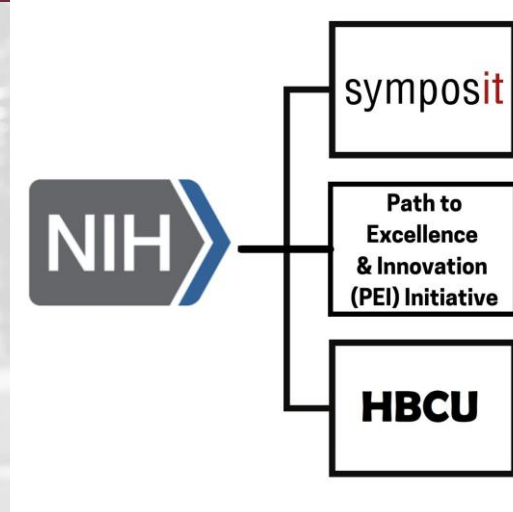 symposit
NIH
Path to
Excellence
& Innovation
(PEI) Initiative
HBCU